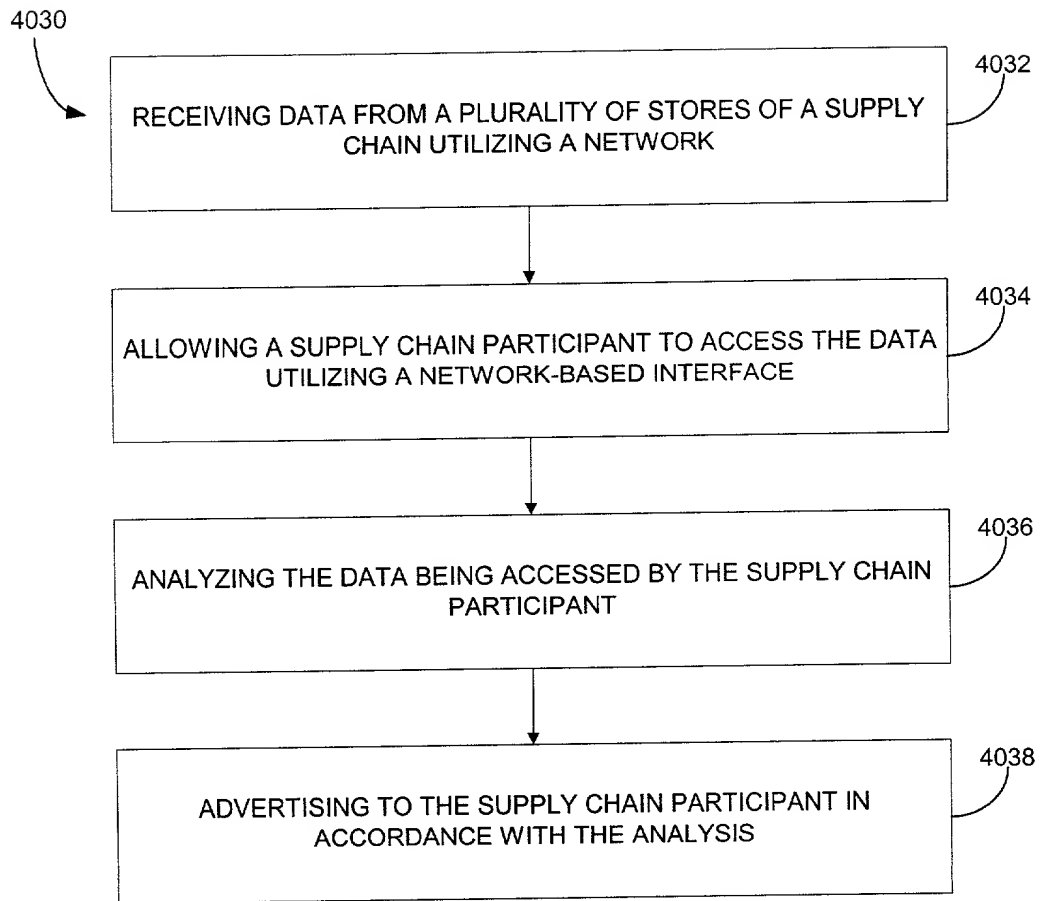 4030
4032
RECEIVING DATA FROM A PLURALITY OF STORES OF A SUPPLY
CHAIN UTILIZING A NETWORK
4034
ALLOWING A SUPPLY CHAIN PARTICIPANT TO ACCESS THE DATA
UTILIZING A NETWORK-BASED INTERFACE
4036
ANALYZING THE DATA BEING ACCESSED BY THE SUPPLY CHAIN
PARTICIPANT
4038
ADVERTISING TO THE SUPPLY CHAIN PARTICIPANT IN
ACCORDANCE WITH THE ANALYSIS